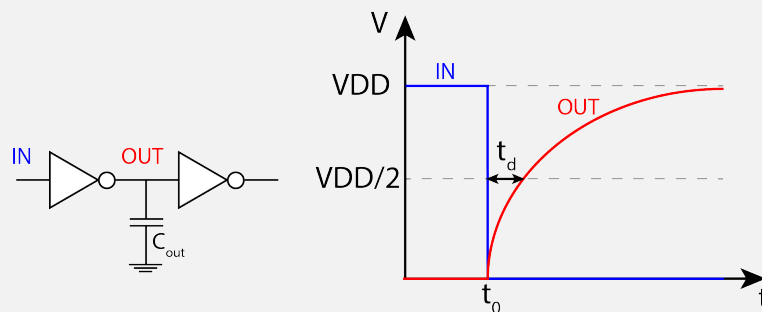 IN
OUT
C_out
V
VDD
IN
OUT
t_d
VDD/2
t_0
t